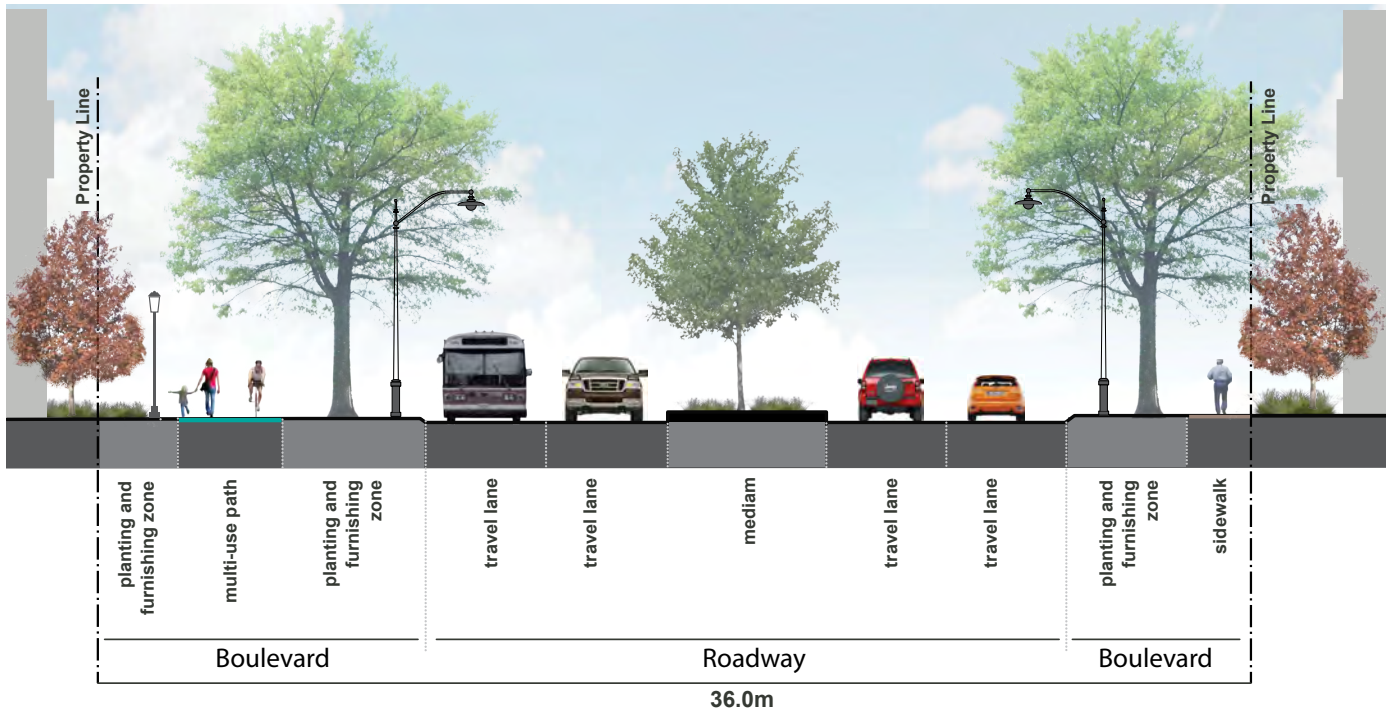 Property Line
Property Line
planting and
furnishing zone
multi-use path
planting and
furnishing
zone
travel lane
travel lane
mediam
travel lane
travel lane
planting and
furnishing
zone
sidewalk
Boulevard
Roadway
Boulevard
36.0m